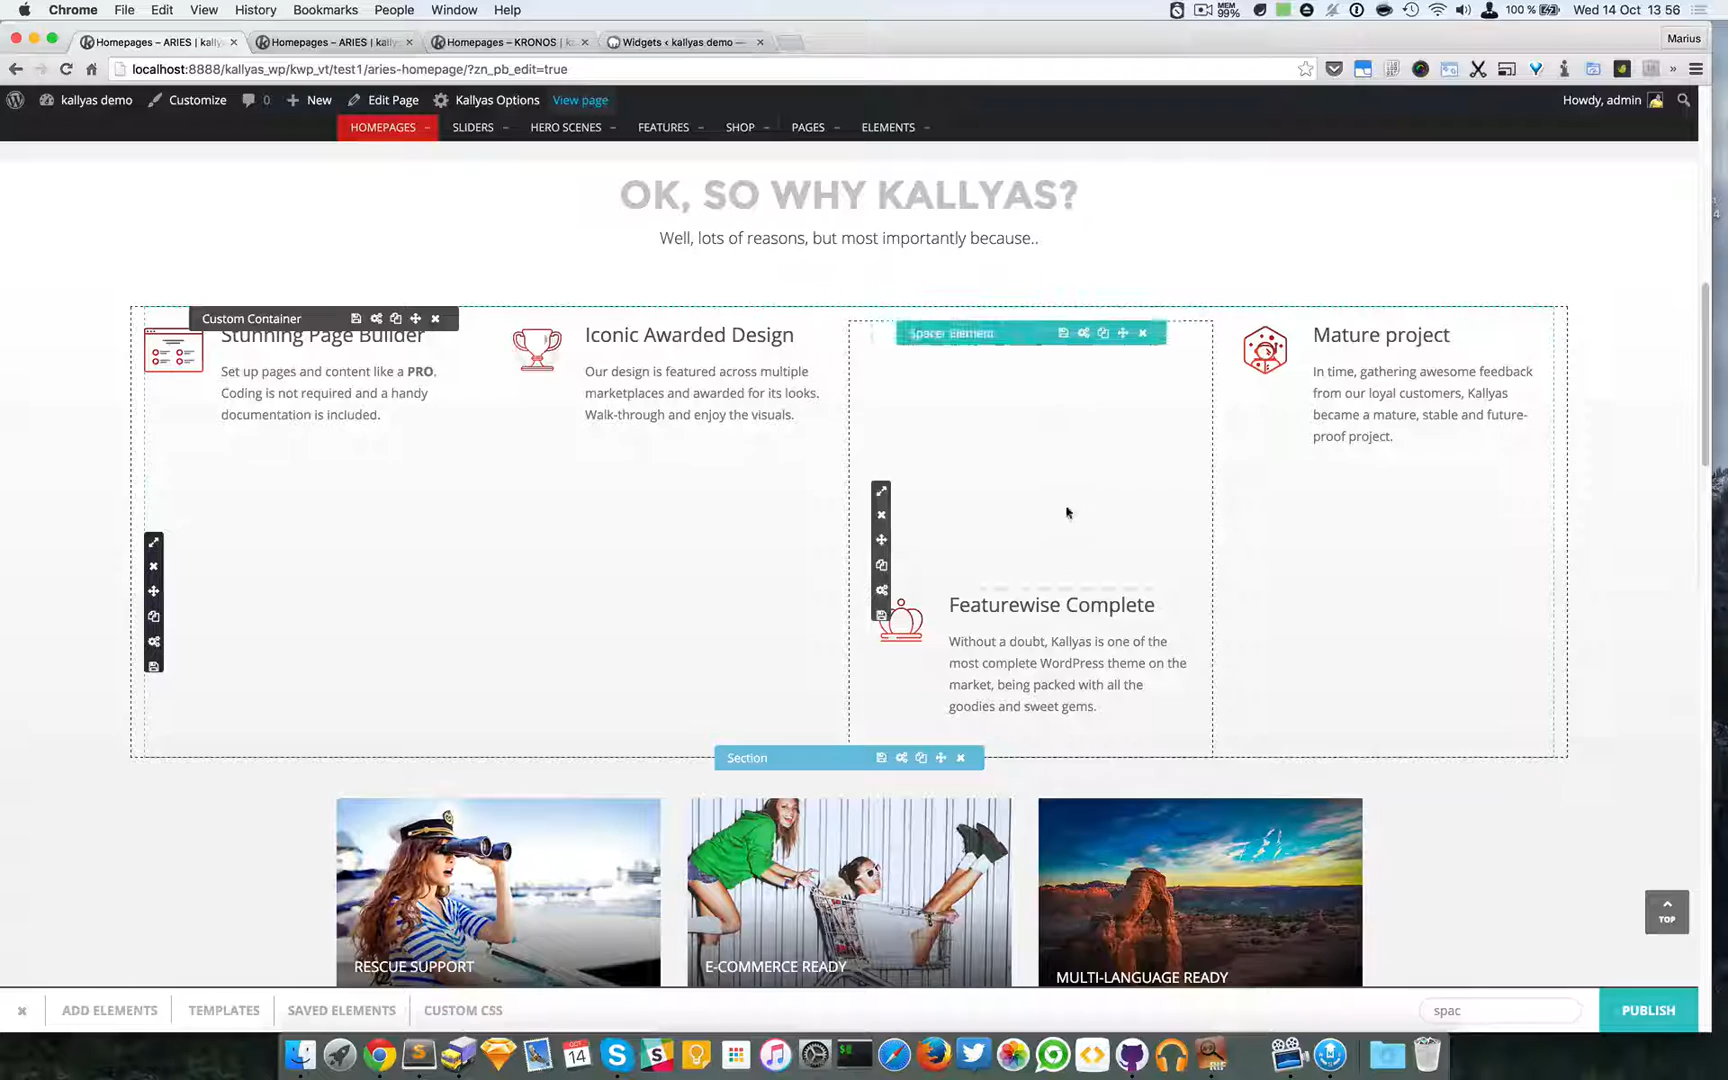 Chrome File Edit View History Bookmarks People Window Help MEM 99% 100 % Wed 14 Oct 13 56
Homepages – ARIES | kally Homepages – ARIES | kally Homepages – KRONOS | ka Widgets ‹ kallyas demo — Marius
localhost:8888/kallyas_wp/kwp_vt/test1/aries-homepage/?zn_pb_edit=true
kallyas demo Customize 0 New Edit Page Kallyas Options View page Howdy, admin
HOMEPAGES SLIDERS HERO SCENES FEATURES SHOP PAGES ELEMENTS
OK, SO WHY KALLYAS?
Well, lots of reasons, but most importantly because..
Custom Container
Spacer Element
Stunning Page Builder
Set up pages and content like a PRO.
Coding is not required and a handy
documentation is included.
Iconic Awarded Design
Our design is featured across multiple
marketplaces and awarded for its looks.
Walk-through and enjoy the visuals.
Mature project
In time, gathering awesome feedback
from our loyal customers, Kallyas
became a mature, stable and future-
proof project.
Featurewise Complete
Without a doubt, Kallyas is one of the
most complete WordPress theme on the
market, being packed with all the
goodies and sweet gems.
Section
RESCUE SUPPORT
E-COMMERCE READY
MULTI-LANGUAGE READY
TOP
ADD ELEMENTS TEMPLATES SAVED ELEMENTS CUSTOM CSS spac PUBLISH
OCT
14
RIF